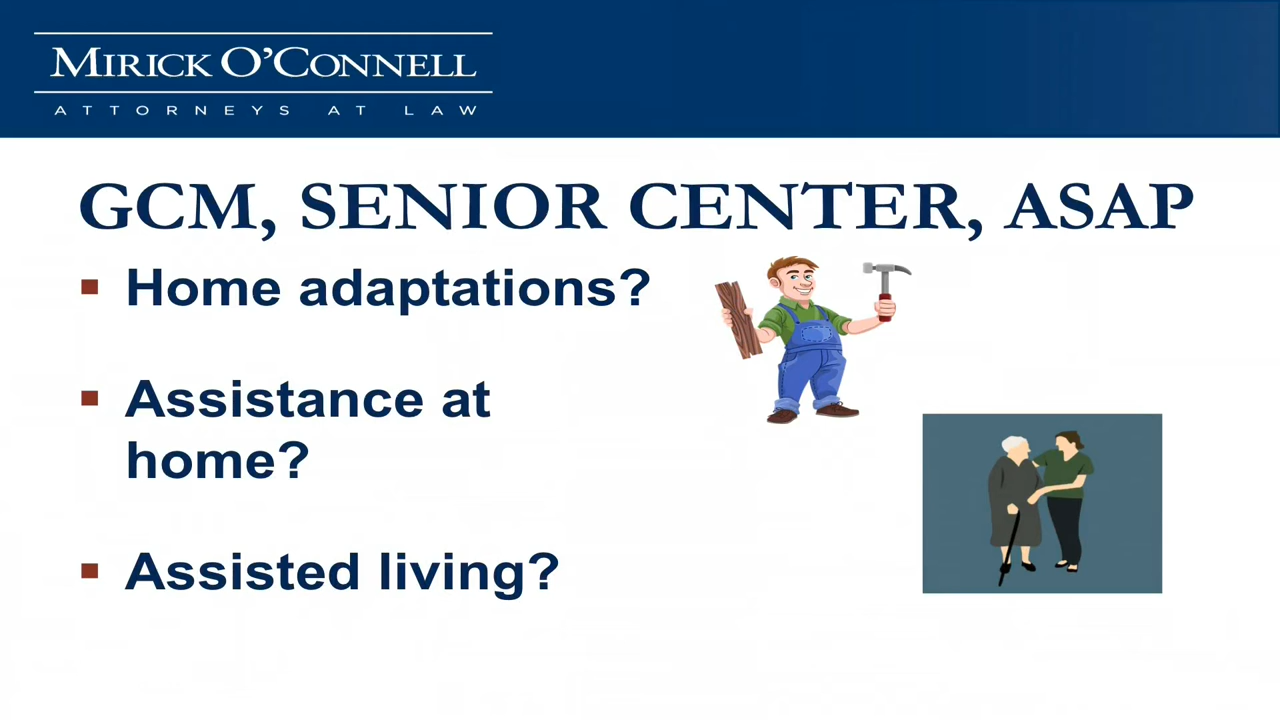 MIRICK O'CONNELL
ATTORNEYS AT LAW
GCM, SENIOR CENTER, ASAP
Home adaptations?
Assistance at
home?
Assisted living?